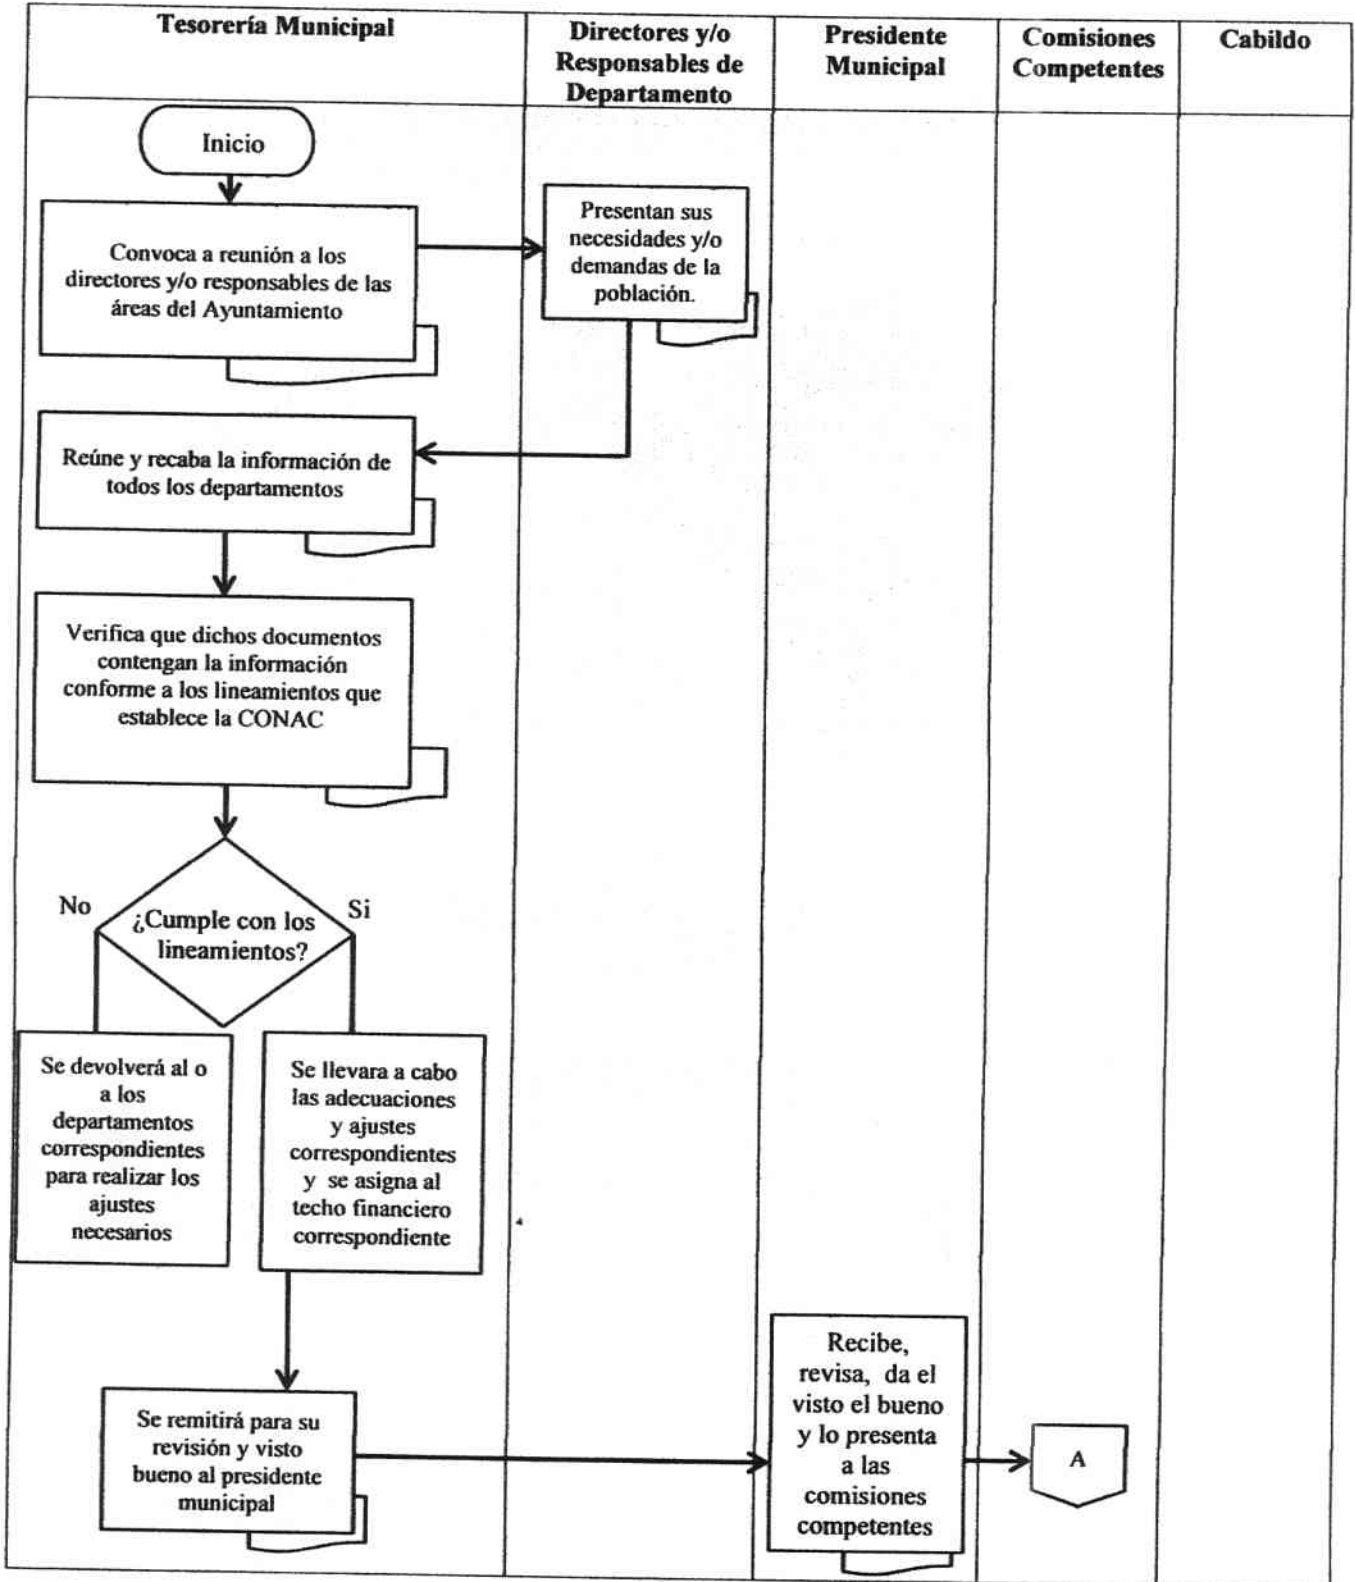 Tesorería Municipal
Directores y/o
Responsables de
Departamento
Presidente
Municipal
Comisiones
Competentes
Cabildo
Inicio
Convoca a reunión a los
directores y/o responsables de las
áreas del Ayuntamiento
Presentan sus
necesidades y/o
demandas de la
población.
Reúne y recaba la información de
todos los departamentos
Verifica que dichos documentos
contengan la información
conforme a los lineamientos que
establece la CONAC
No
Si
¿Cumple con los
lineamientos?
Se devolverá al o
a los
departamentos
correspondientes
para realizar los
ajustes
necesarios
Se llevara a cabo
las adecuaciones
y ajustes
correspondientes
y se asigna al
techo financiero
correspondiente
Se remitirá para su
revisión y visto
bueno al presidente
municipal
Recibe,
revisa, da el
visto el bueno
y lo presenta
a las
comisiones
competentes
A